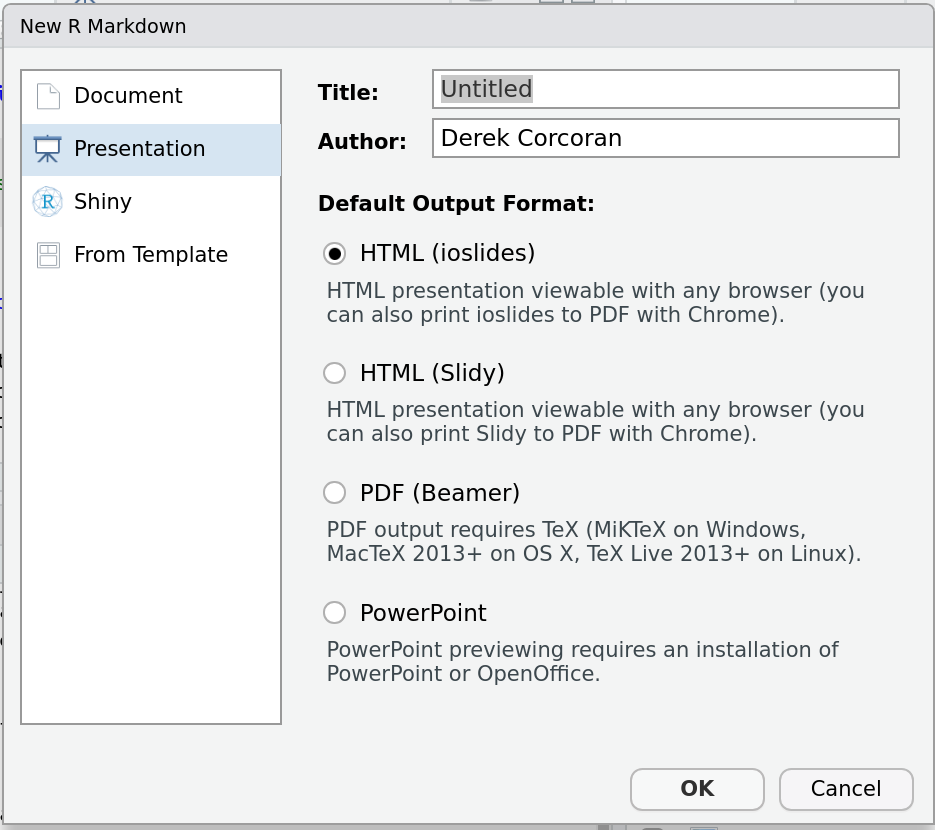 New R Markdown
Document
Presentation
Shiny
From Template
Title: Untitled
Author: Derek Corcoran
Default Output Format:
HTML (ioslides)
HTML presentation viewable with any browser (you
can also print ioslides to PDF with Chrome).
HTML (Slidy)
HTML presentation viewable with any browser (you
can also print Slidy to PDF with Chrome).
PDF (Beamer)
PDF output requires TeX (MiKTeX on Windows,
MacTeX 2013+ on OS X, TeX Live 2013+ on Linux).
PowerPoint
PowerPoint previewing requires an installation of
PowerPoint or OpenOffice.
OK
Cancel